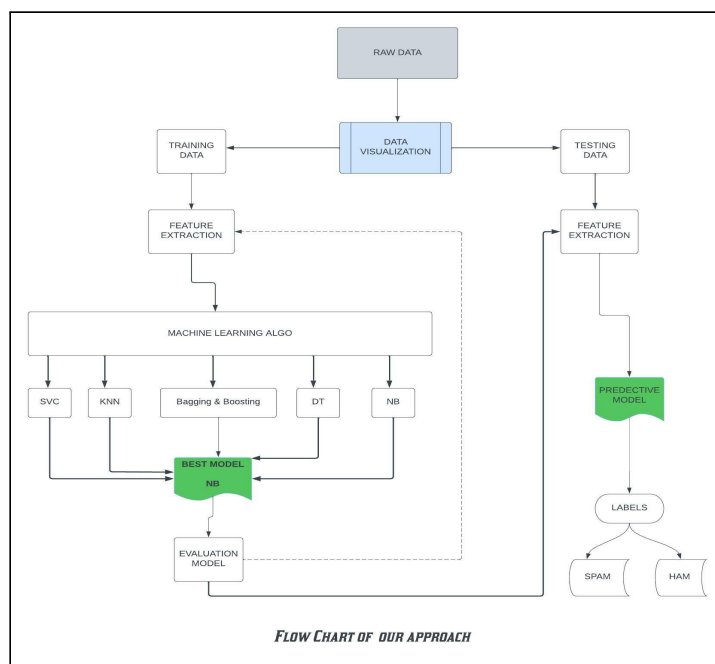 RAW DATA
DATA
VISUALIZATION
TRAINING
DATA
TESTING
DATA
FEATURE
EXTRACTION
FEATURE
EXTRACTION
MACHINE LEARNING ALGO
SVC
KNN
Bagging & Boosting
DT
NB
PREDECTIVE
MODEL
BEST MODEL
NB
LABELS
EVALUATION
MODEL
SPAM
HAM
FLOW CHART OF OUR APPROACH